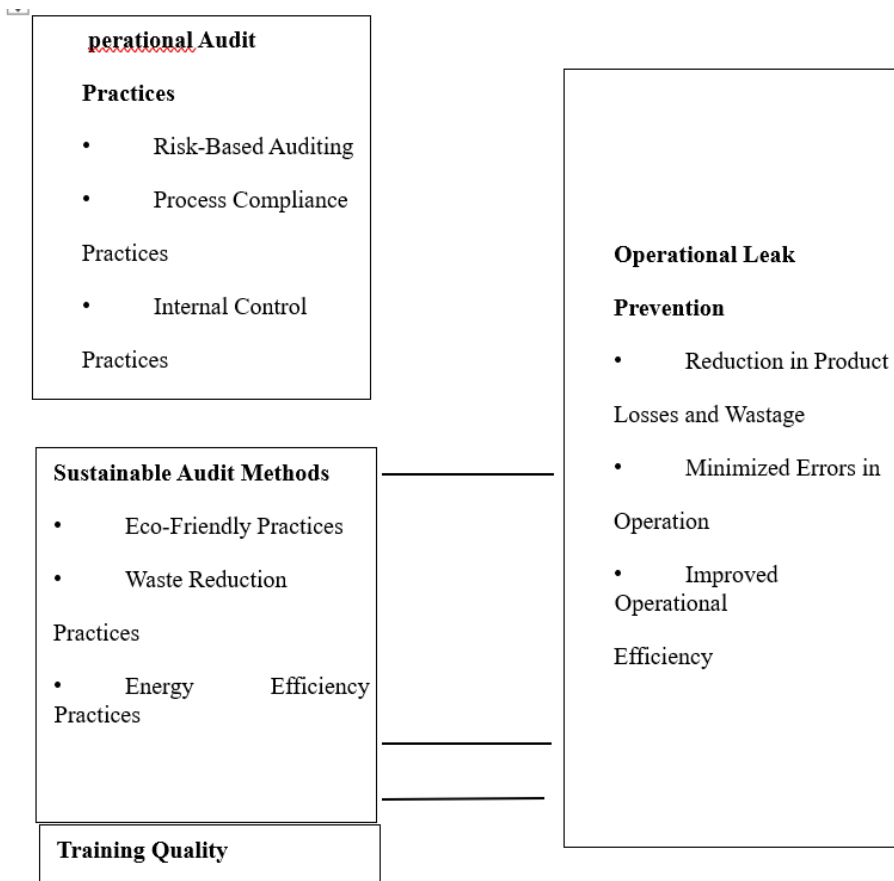 perational Audit
Practices
• Risk-Based Auditing
• Process Compliance
Practices
• Internal Control
Practices
Sustainable Audit Methods
• Eco-Friendly Practices
• Waste Reduction
Practices
• Energy Efficiency
Practices
Training Quality
Operational Leak
Prevention
• Reduction in Product
Losses and Wastage
• Minimized Errors in
Operation
• Improved
Operational
Efficiency